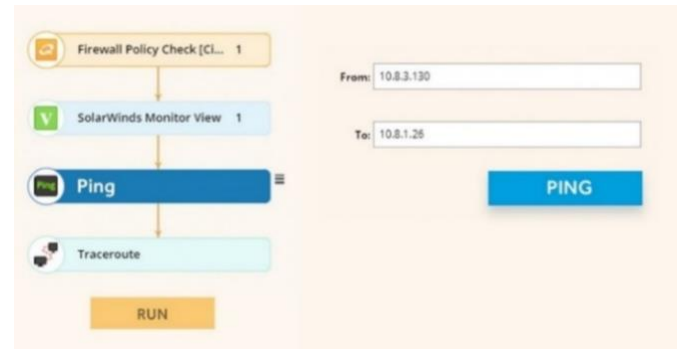 Firewall Policy Check [Ci... 1
SolarWinds Monitor View 1
V
Ping
Ping
Traceroute
RUN
From: 10.8.3.130
To: 10.8.1.26
PING